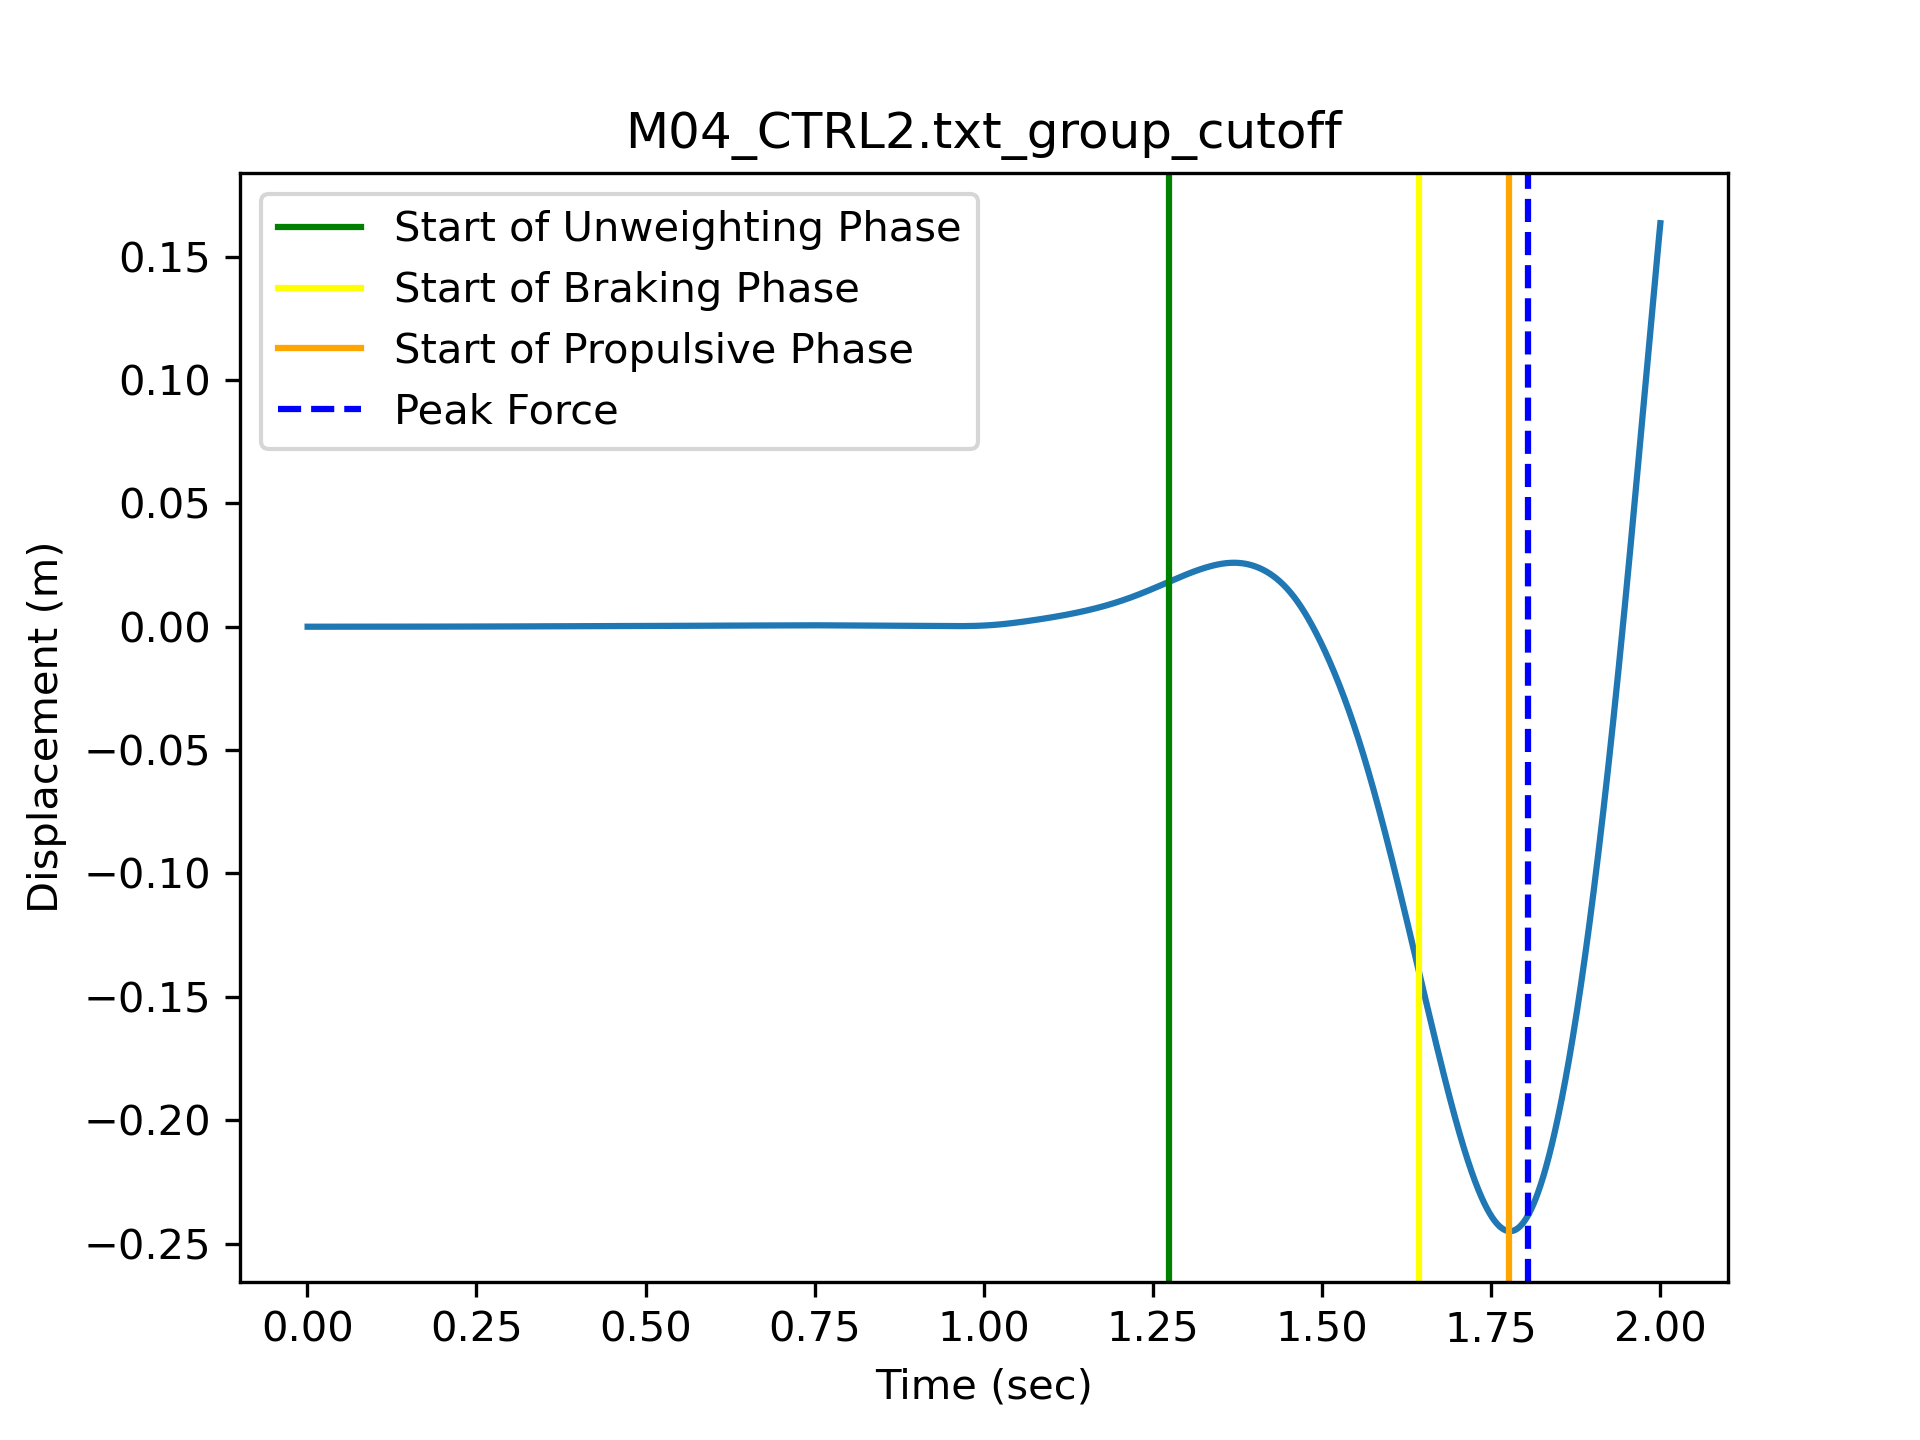 M04_CTRL2.txt_group_cutoff
Start of Unweighting Phase
Start of Braking Phase
Start of Propulsive Phase
Peak Force
Displacement (m)
0.15
0.10
0.05
0.00
−0.05
−0.10
−0.15
−0.20
−0.25
0.00 0.25 0.50 0.75 1.00 1.25 1.50 1.75 2.00
Time (sec)